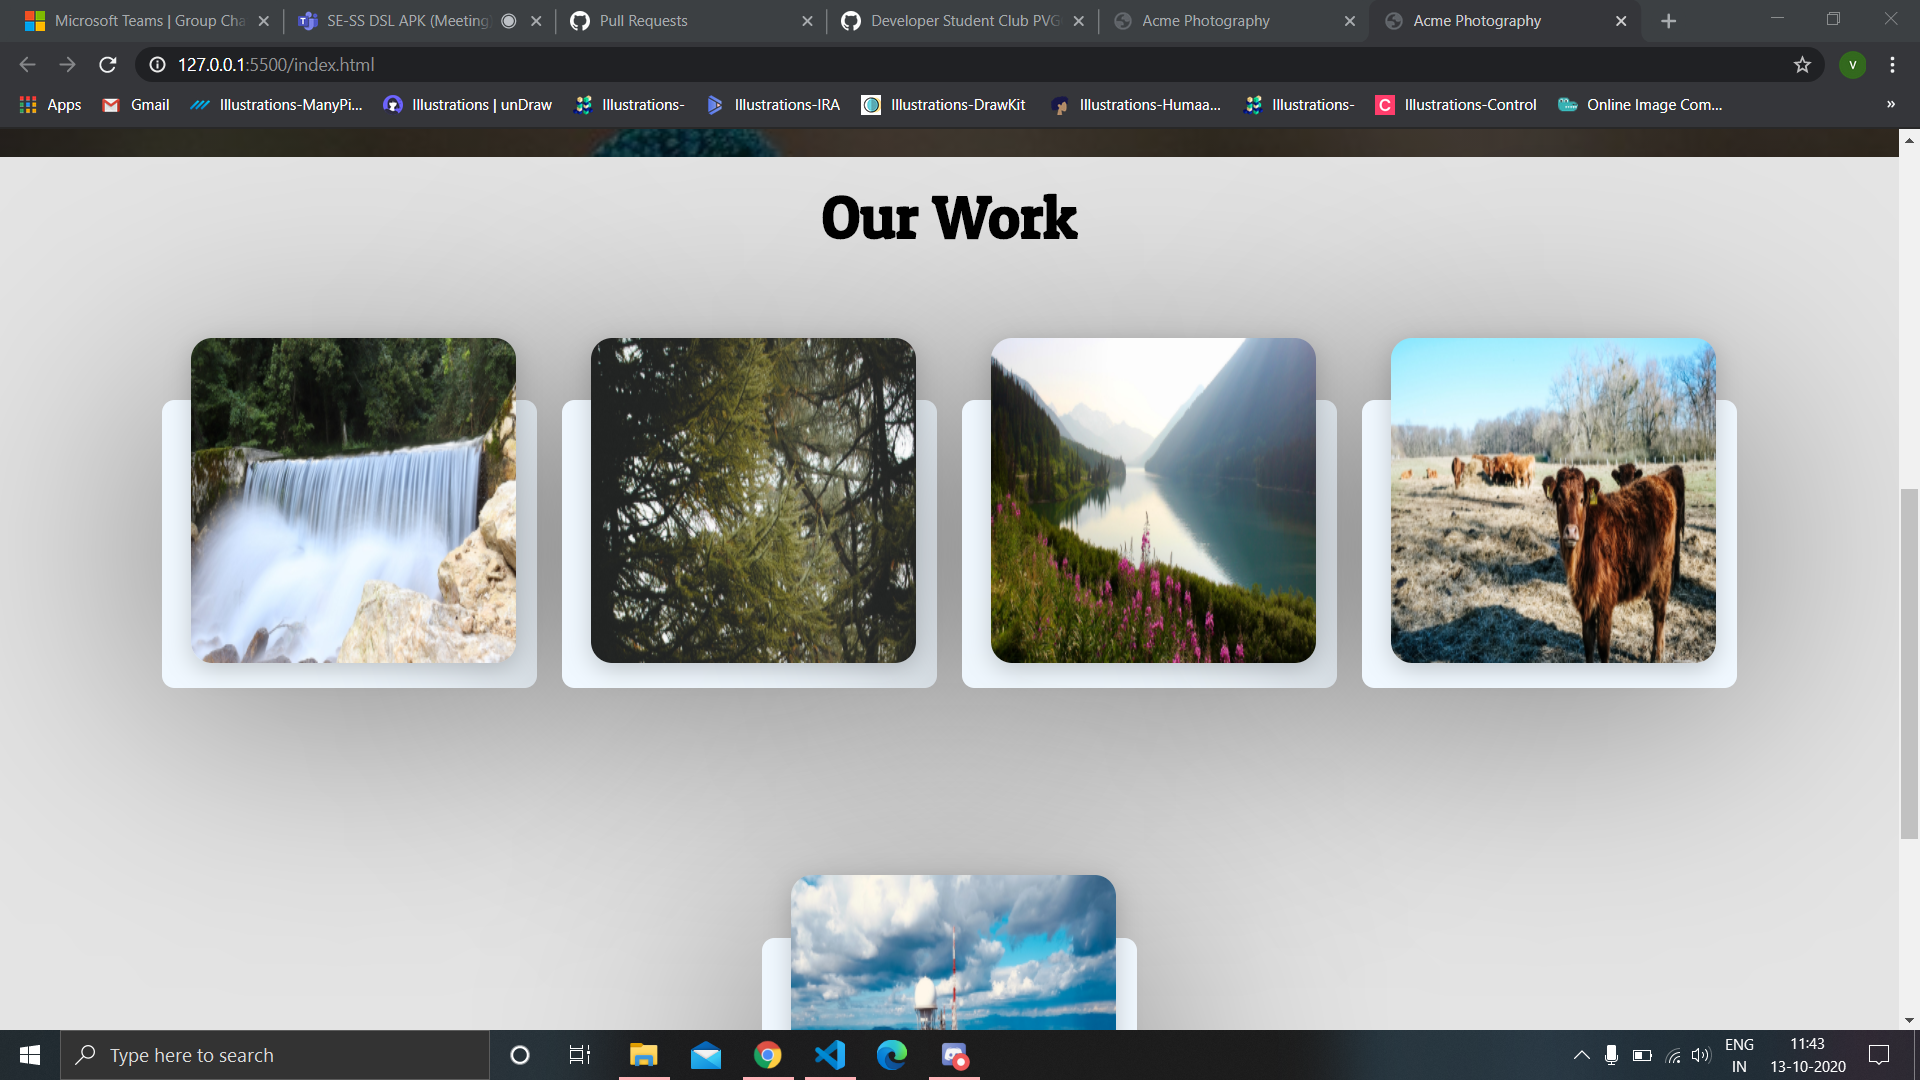 Microsoft Teams | Group Cha
SE-SS DSL APK (Meeting
Pull Requests
Developer Student Club PVG
Acme Photography
Acme Photography
127.0.0.1:5500/index.html
V
Apps
Gmail
Illustrations-ManyPi...
Illustrations | unDraw
Illustrations-
Illustrations-IRA
Illustrations-DrawKit
Illustrations-Humaa...
Illustrations-
C
Illustrations-Control
Online Image Com...
»
Our Work
Type here to search
ENG
IN
11:43
13-10-2020